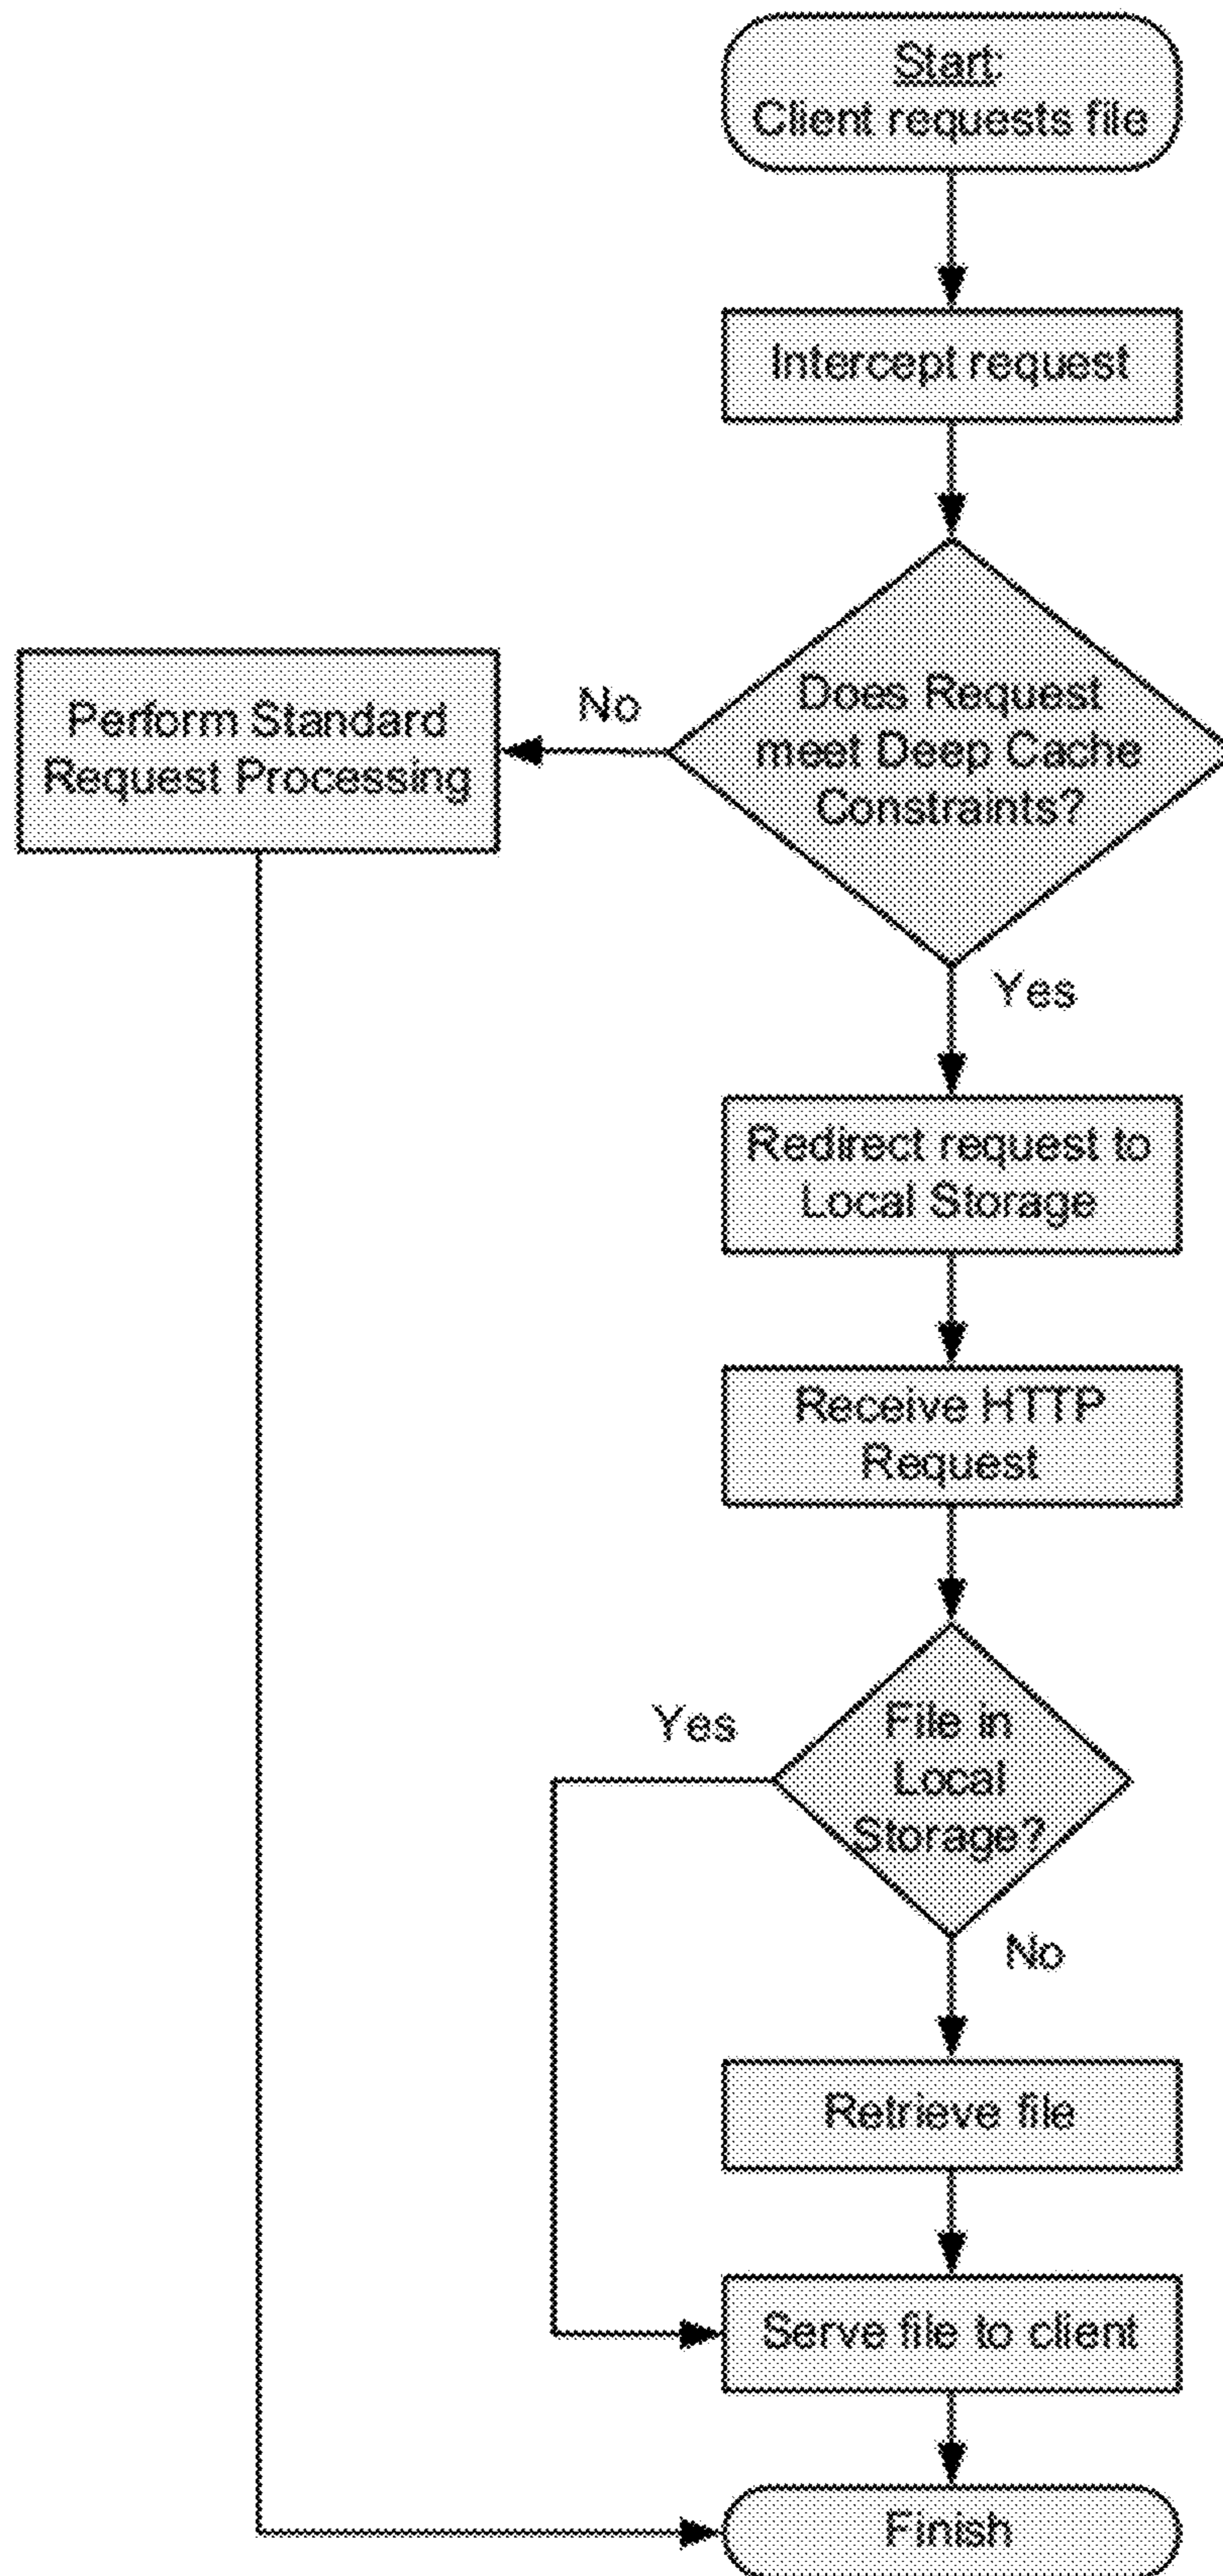 Start:
Client requests file
Intercept request
Does Request
meet Deep Cache
Constraints?
No
Perform Standard
Request Processing
Yes
Redirect request to
Local Storage
Receive HTTP
Request
File in
Local
Storage?
Yes
No
Retrieve file
Serve file to client
Finish